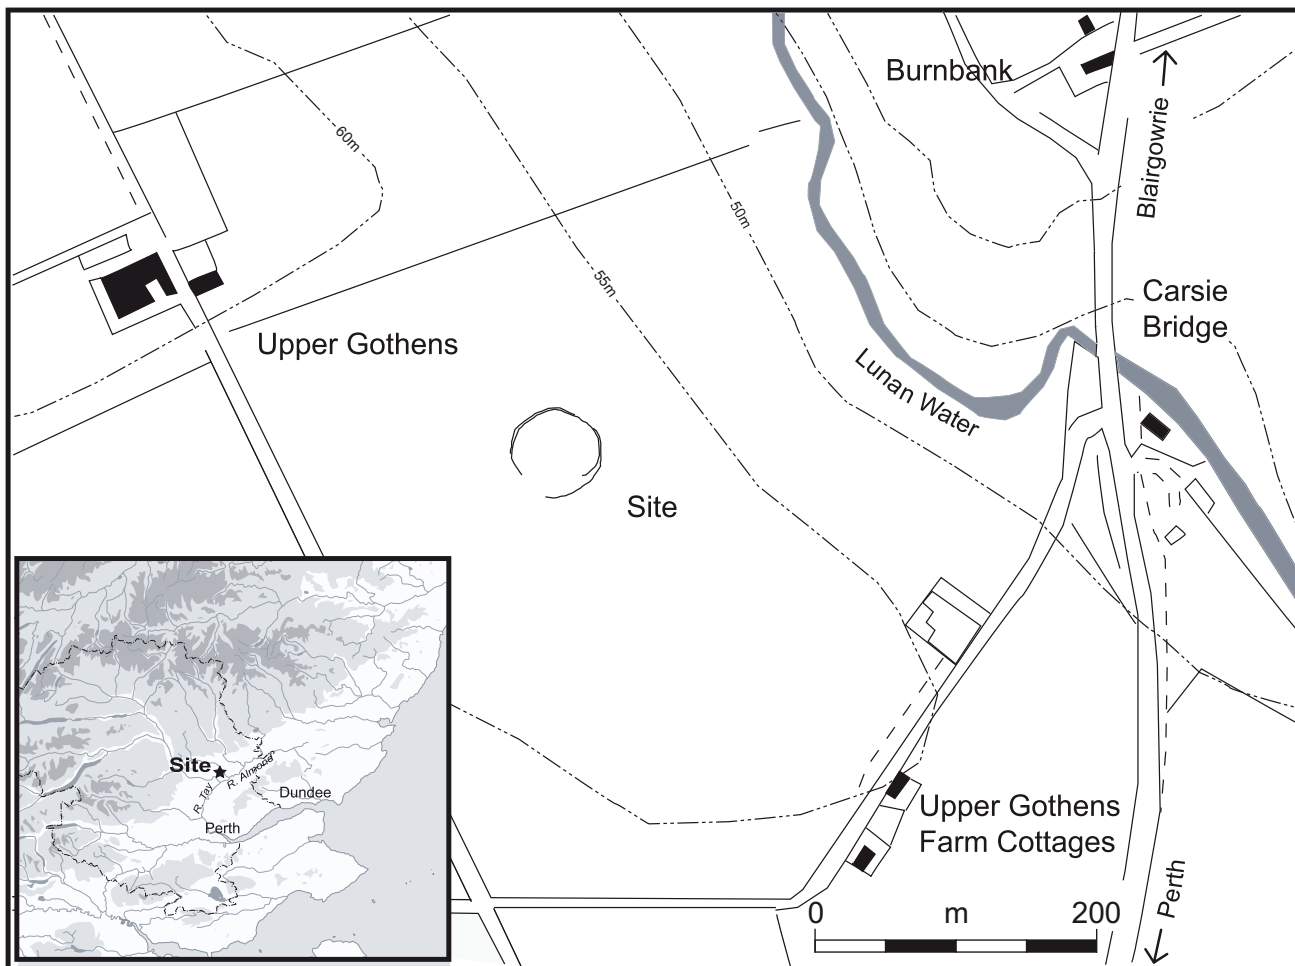 Burnbank
Blairgowrie
60m
50m
55m
Carsie
Bridge
Upper Gothens
Lunan Water
Site
Site
R. Tay
R. Almond
Dundee
Perth
Upper Gothens
Farm Cottages
Perth
0 m 200